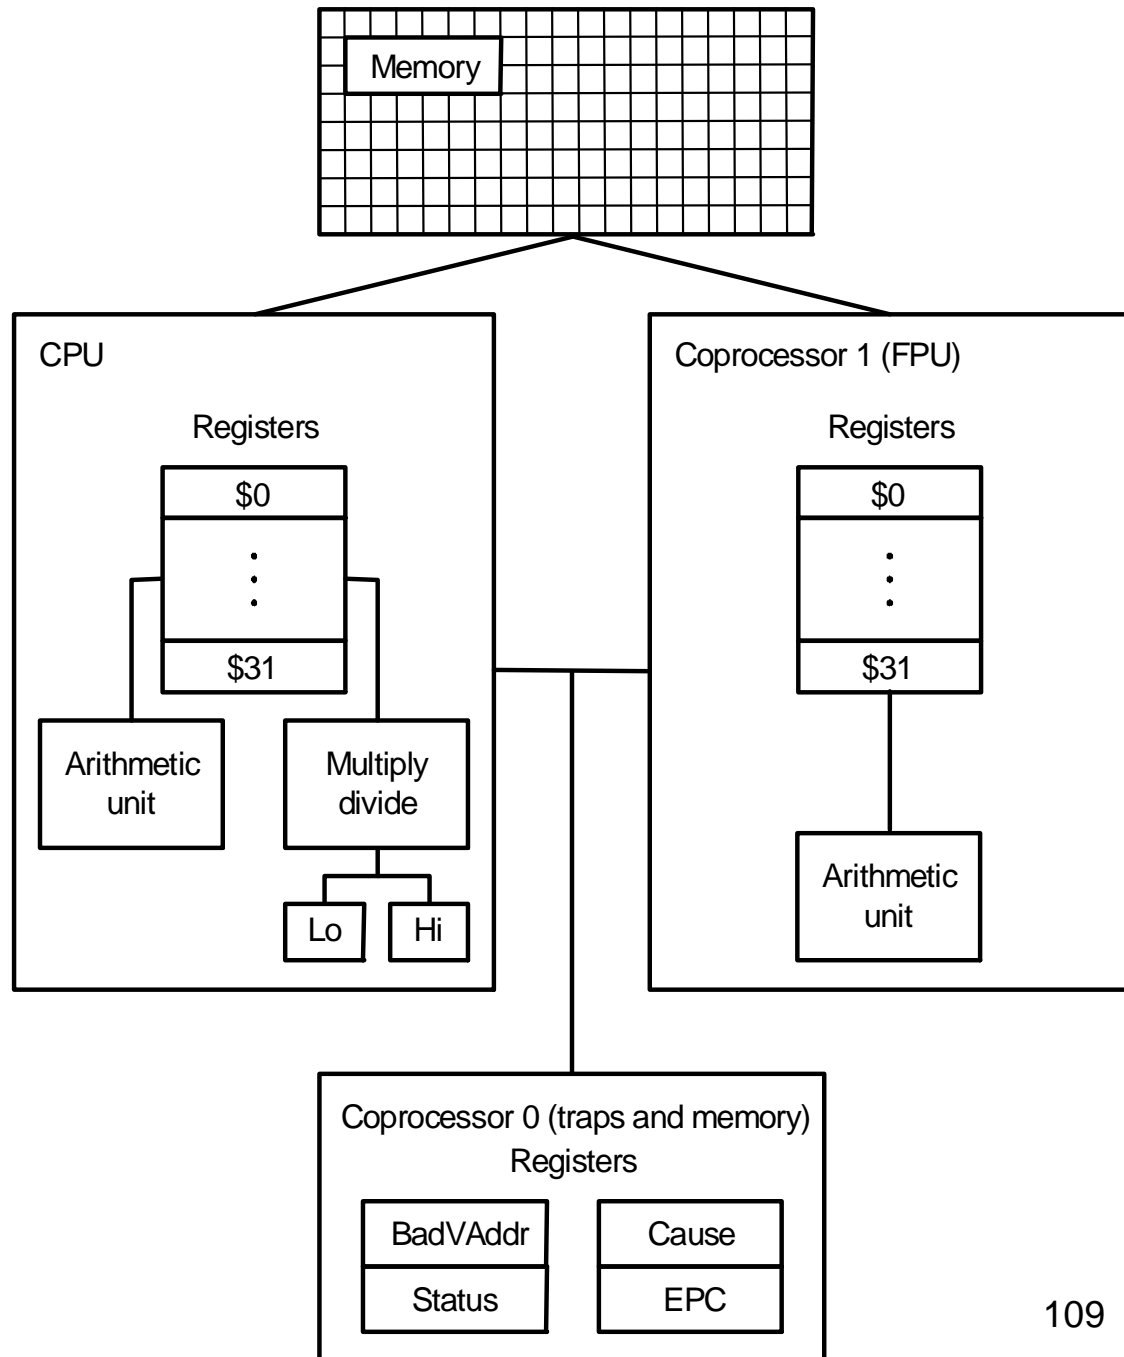 Memory
CPU
Registers
$0
$31
Arithmetic
unit
Multiply
divide
Lo
Hi
Coprocessor 1 (FPU)
Registers
$0
$31
Arithmetic
unit
Coprocessor 0 (traps and memory)
Registers
BadVAddr
Status
Cause
EPC
109